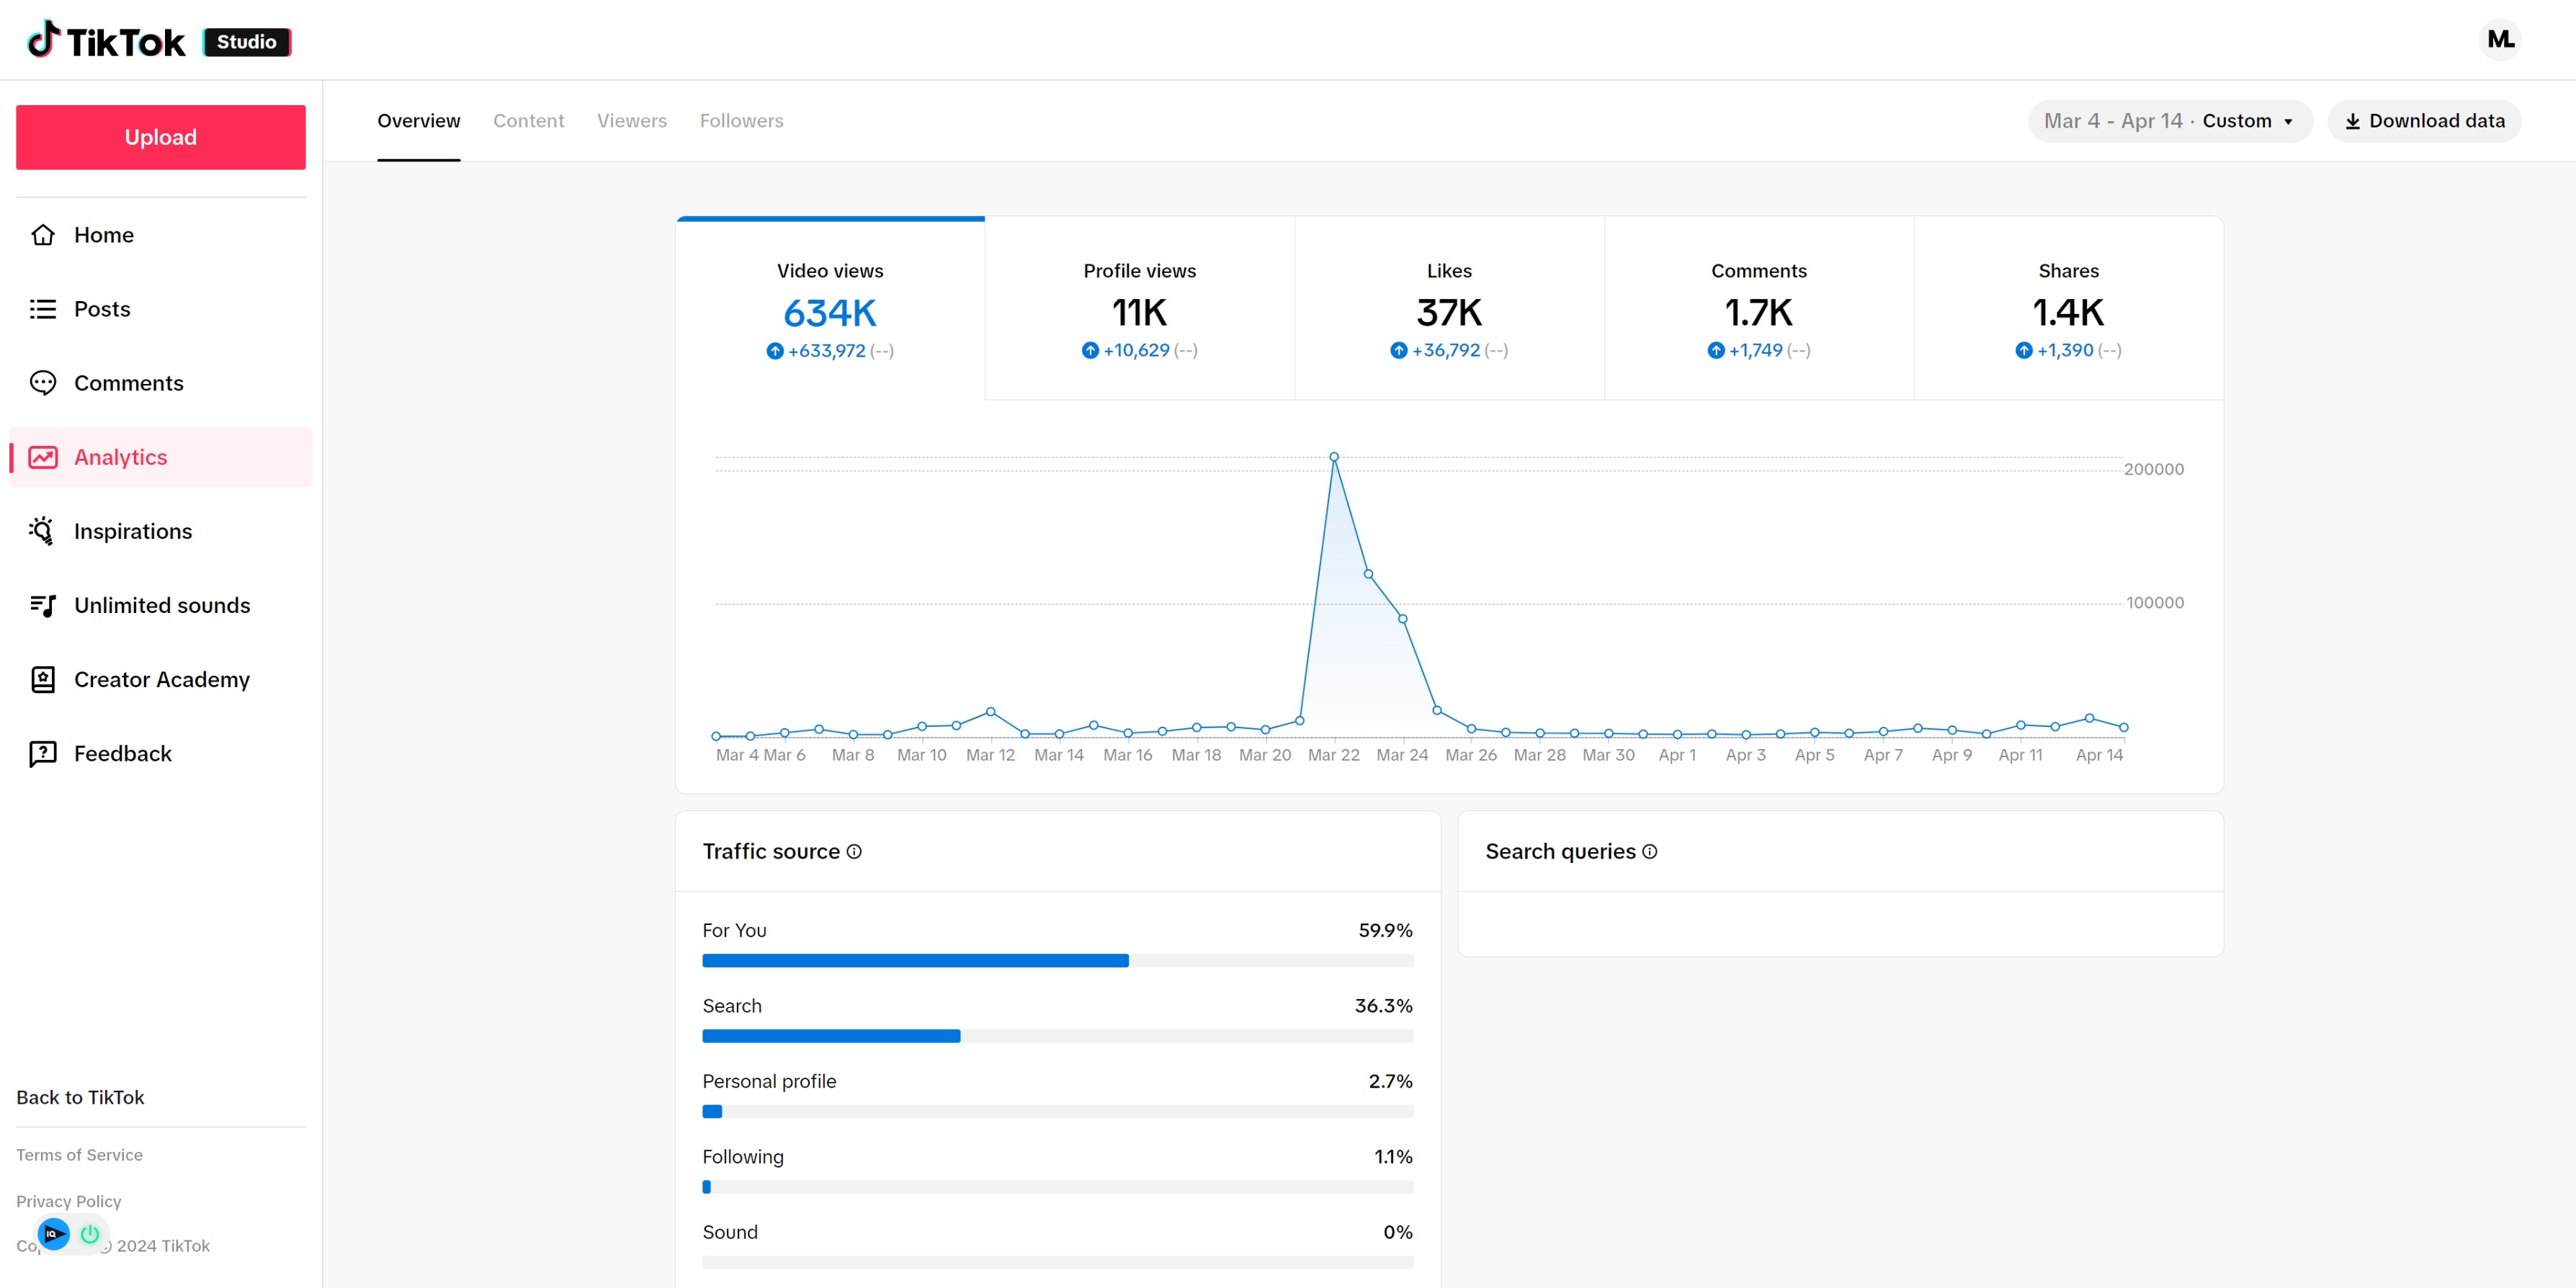 TikTok Studio
ML
Upload
Home
Posts
Comments
Analytics
Inspirations
Unlimited sounds
Creator Academy
Feedback
Back to TikTok
Terms of Service
Privacy Policy
IQ
© 2024 TikTok
Overview Content Viewers Followers
Mar 4 - Apr 14 · Custom
Download data
Video views
634K
+633,972 (--)
Profile views
11K
+10,629 (--)
Likes
37K
+36,792 (--)
Comments
1.7K
+1,749 (--)
Shares
1.4K
+1,390 (--)
200000
100000
Mar 4 Mar 6 Mar 8 Mar 10 Mar 12 Mar 14 Mar 16 Mar 18 Mar 20 Mar 22 Mar 24 Mar 26 Mar 28 Mar 30 Apr 1 Apr 3 Apr 5 Apr 7 Apr 9 Apr 11 Apr 14
Traffic source
For You 59.9%
Search 36.3%
Personal profile 2.7%
Following 1.1%
Sound 0%
Search queries